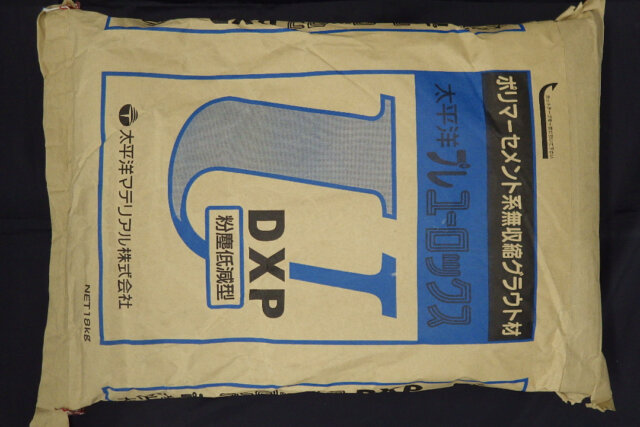 ポリマーセメント系無収縮グラウト材
太平洋プレユーロックス
DXP
粉塵低減型
太平洋マテリアル株式会社
NET18kg
DXP